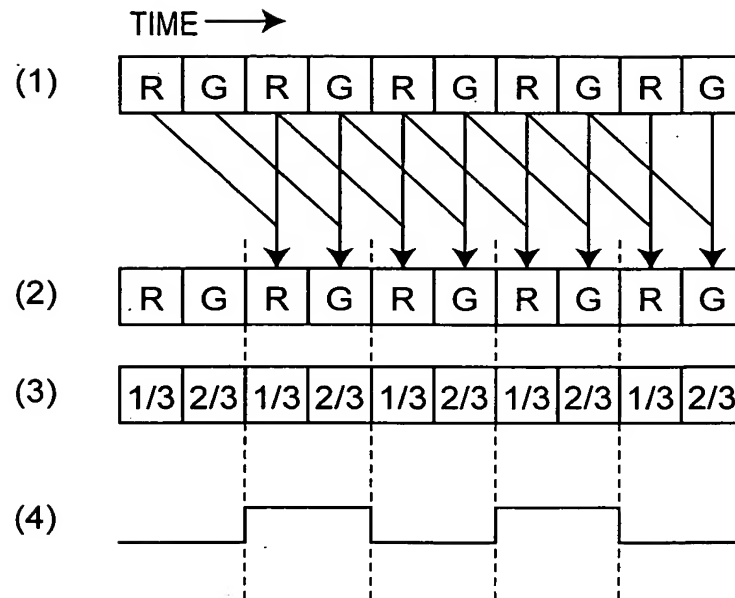 TIME
(1) R G R G R G R G R G
(2) R G R G R G R G R G
(3) 1/3 2/3 1/3 2/3 1/3 2/3 1/3 2/3 1/3 2/3
(4)